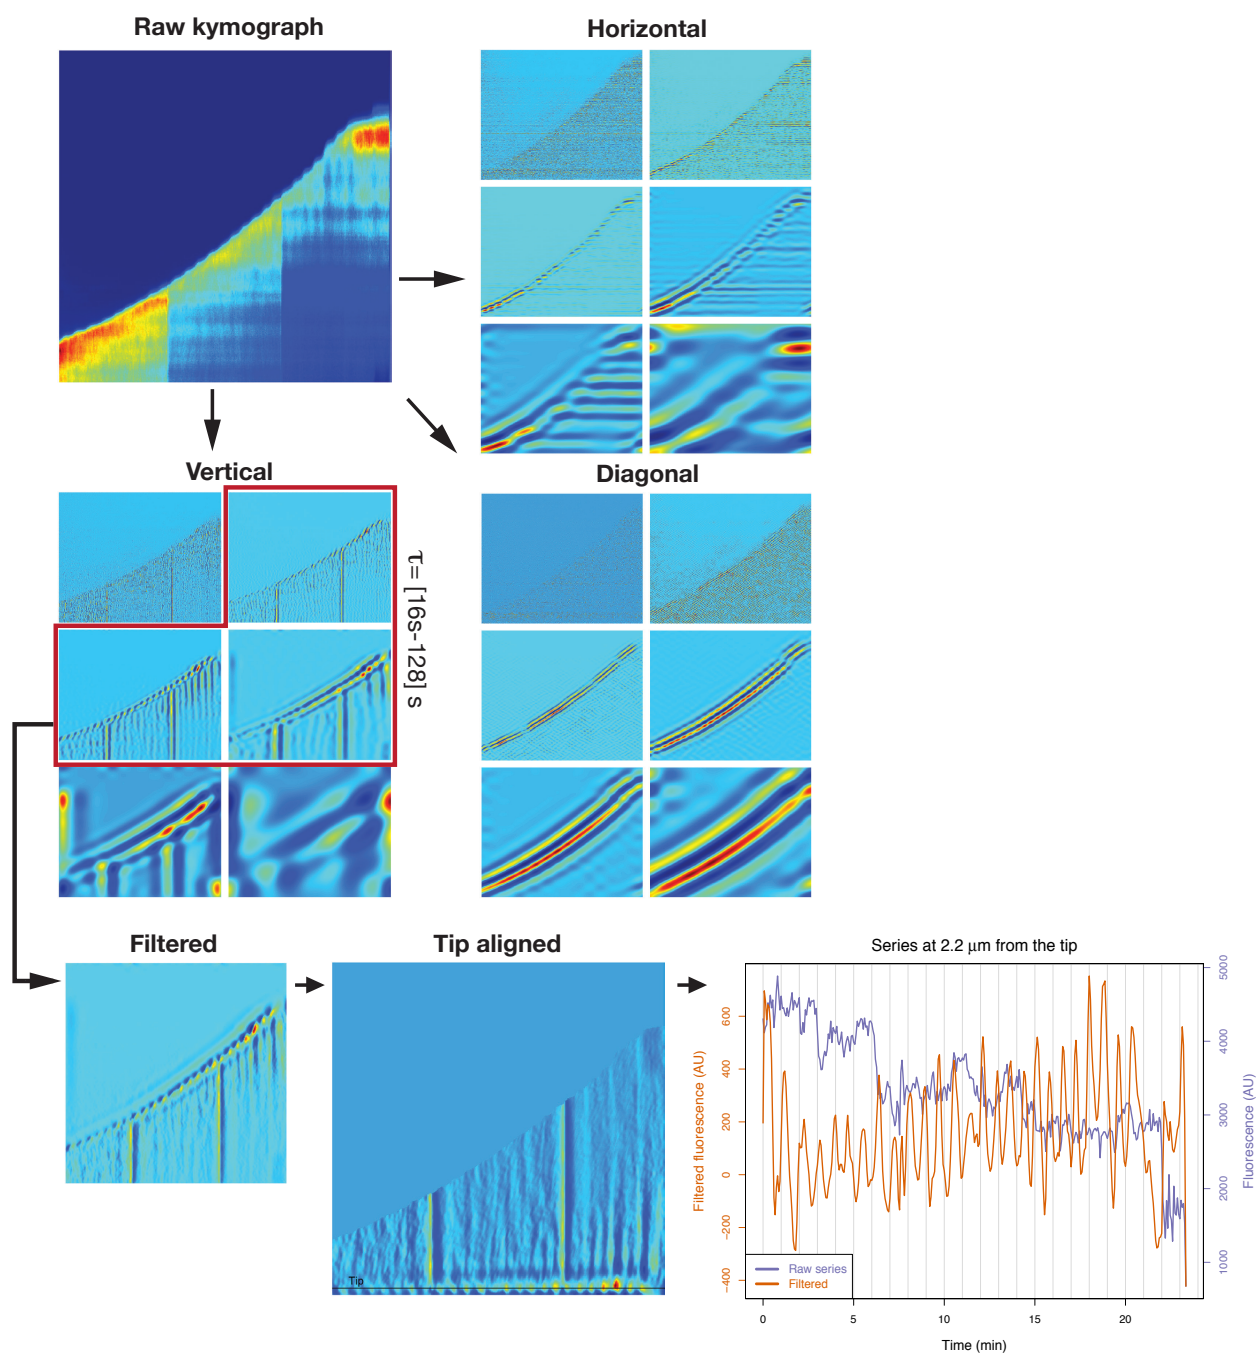 Raw kymograph
Horizontal
Vertical
Diagonal
τ= [16s-128] s
Filtered
Tip aligned
Tip
Series at 2.2 μm from the tip
Filtered fluorescence (AU)
600
400
200
0
−200
−400
5000
4000
3000
2000
1000
Fluorescence (AU)
Raw series
Filtered
0 5 10 15 20
Time (min)